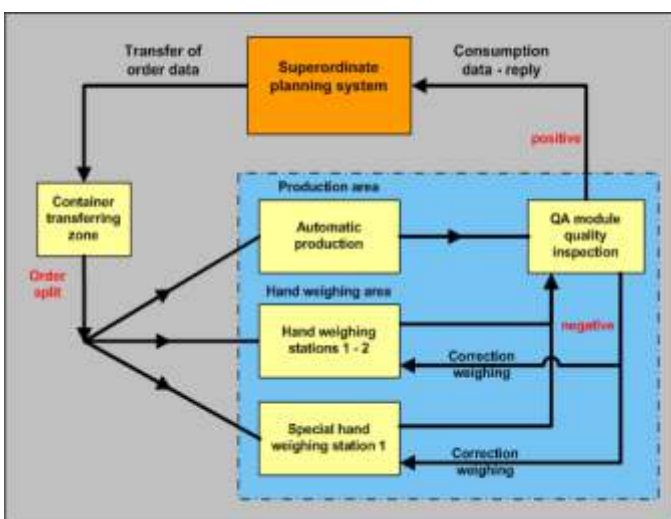 Transfer of
order data
Superordinate
planning system
Consumption
data - reply
positive
Production area
Container
transferring
zone
Automatic
production
QA module
quality
inspection
Order
split
Hand weighing area
Hand weighing
stations 1 - 2
negative
Correction
weighing
Special hand
weighing station 1
Correction
weighing